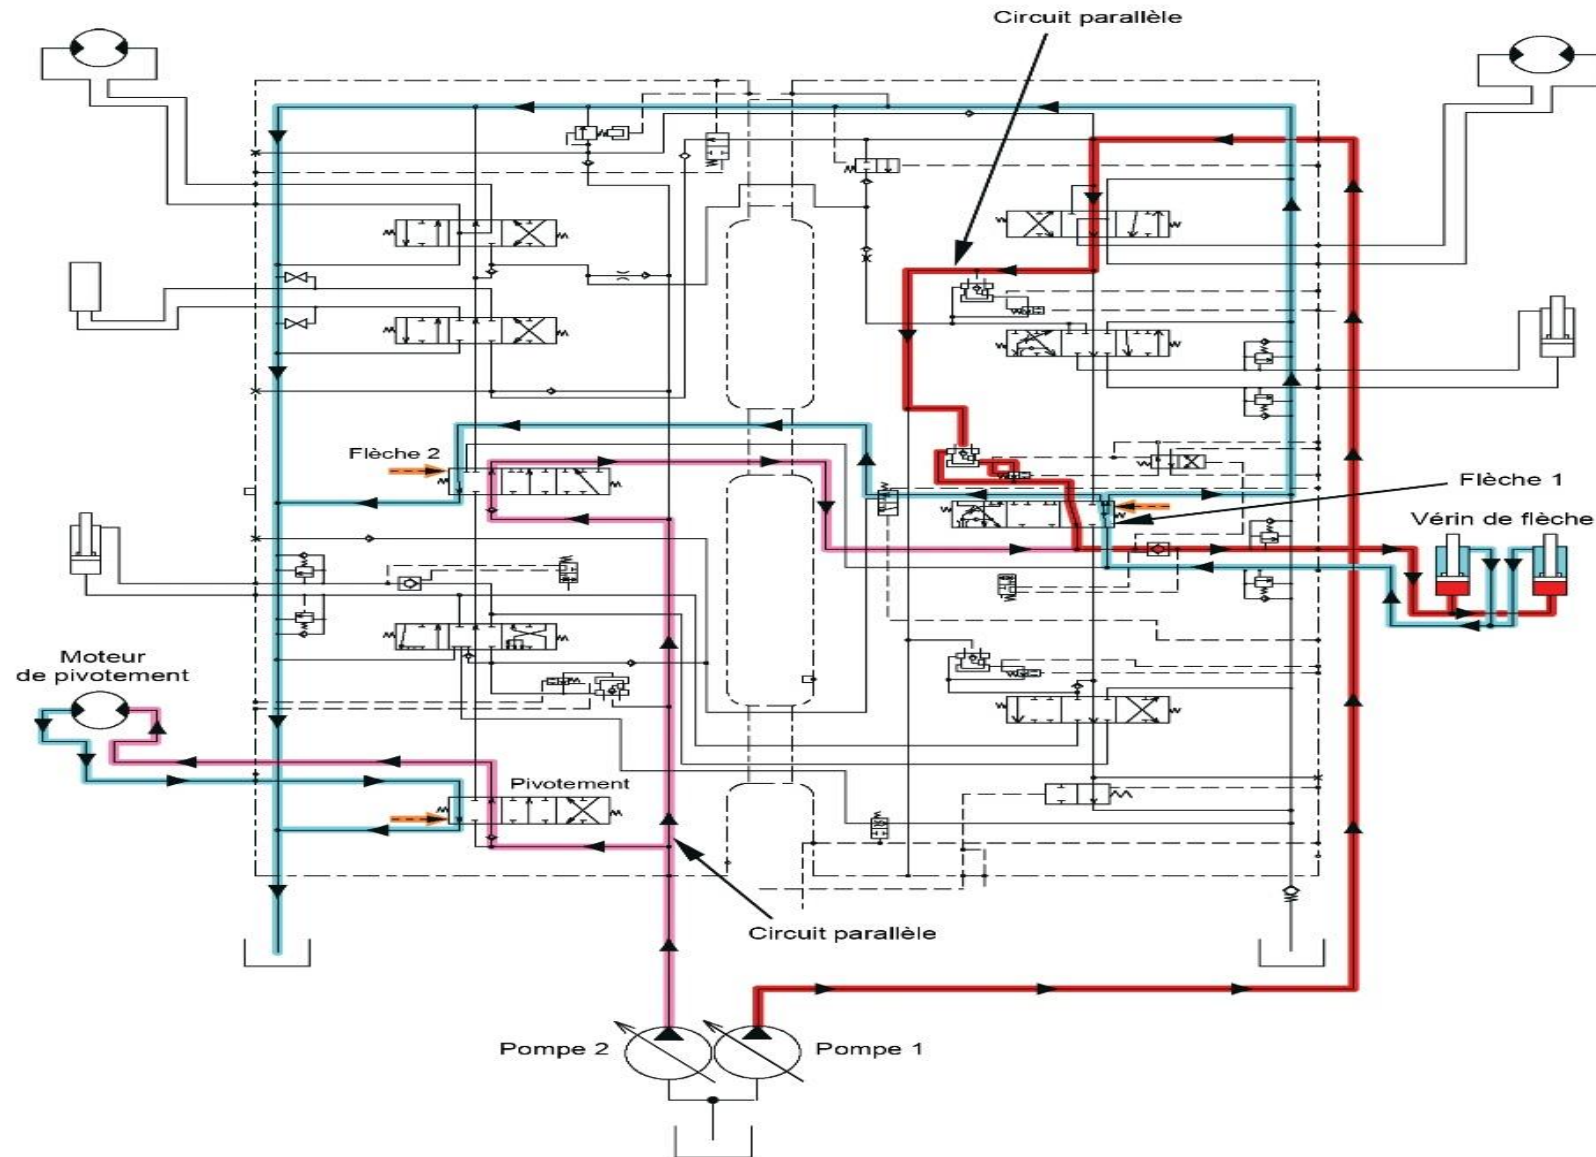 Circuit parallèle
Flèche 2
Flèche 1
Vérin de flèche
Moteur
de pivotement
Pivotement
Circuit parallèle
Pompe 2
Pompe 1